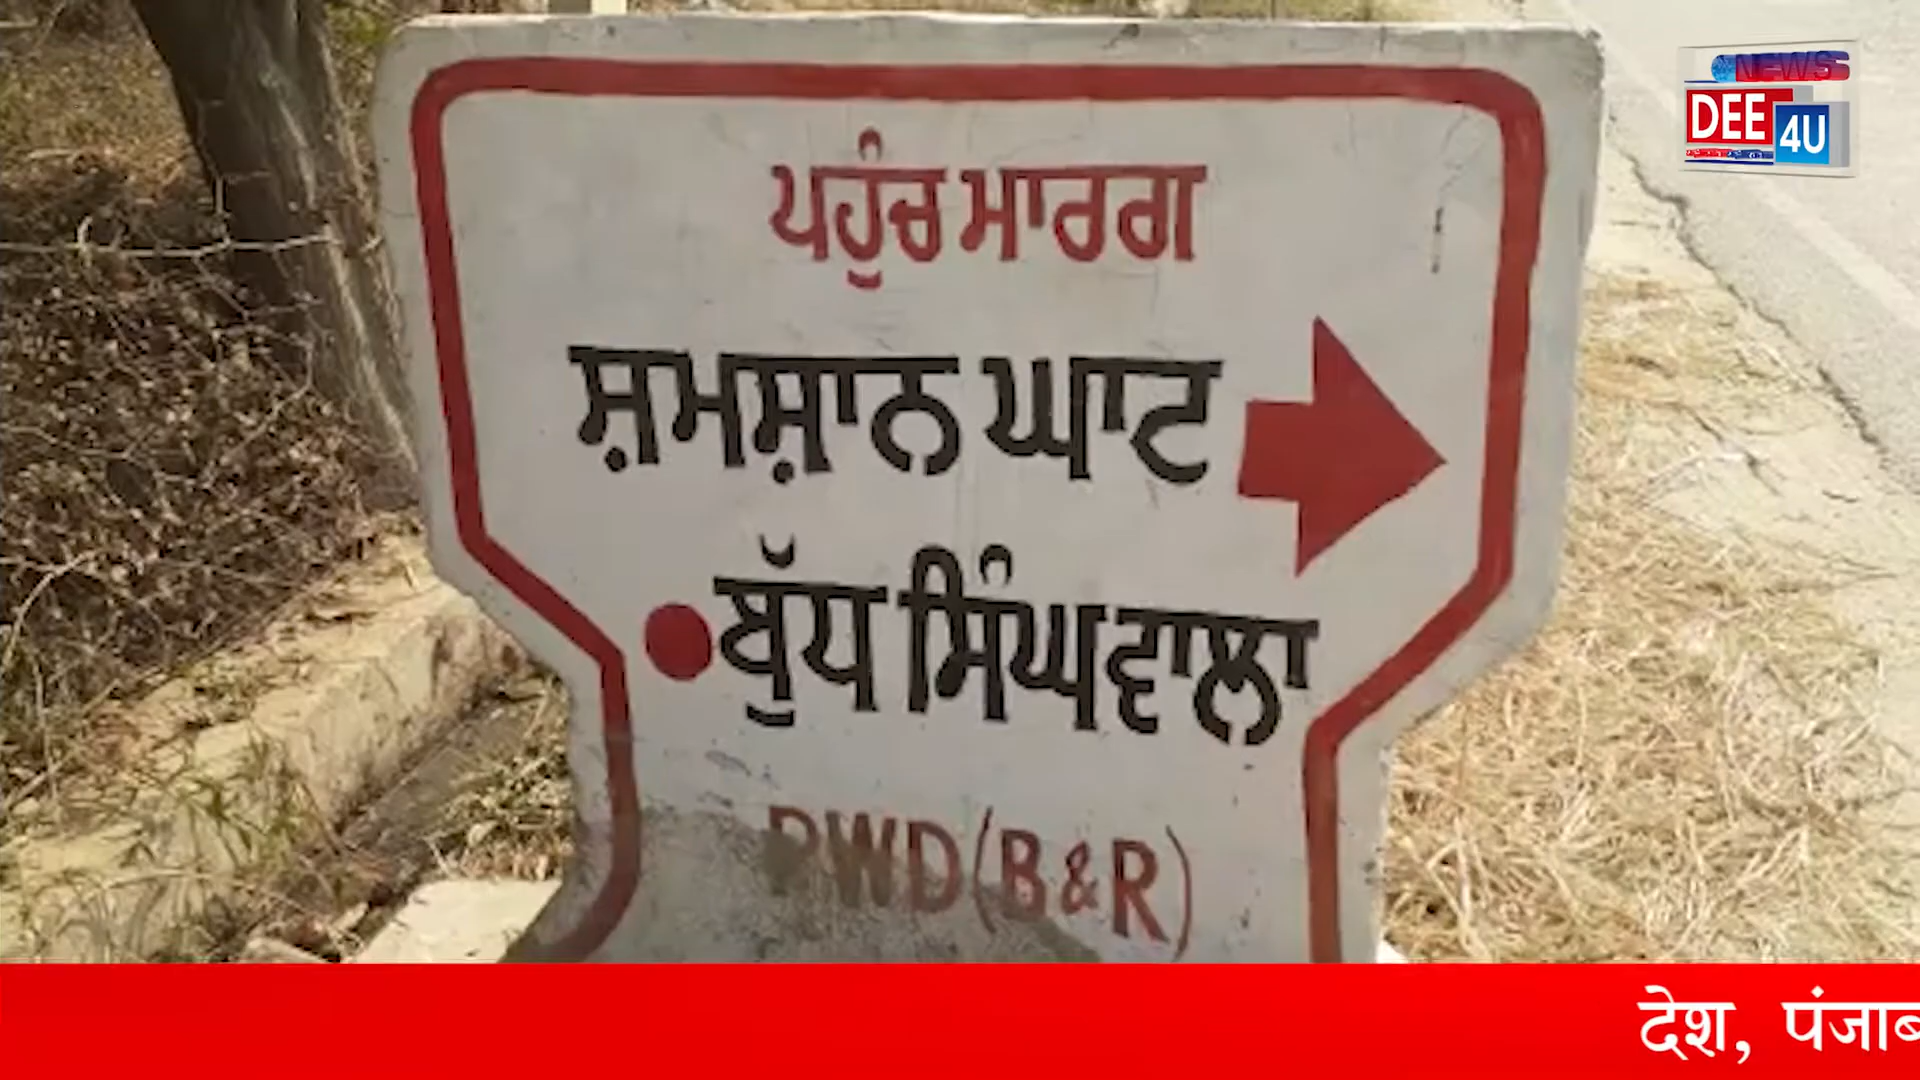 NEWS
DEE
4U
ਪਹੁੰਚ ਮਾਰਗ
ਸ਼ਮਸ਼ਾਨ ਘਾਟ
ਬੁੱਧ ਸਿੰਘਵਾਲਾ
PWD (B&R)
देश, पंजाब